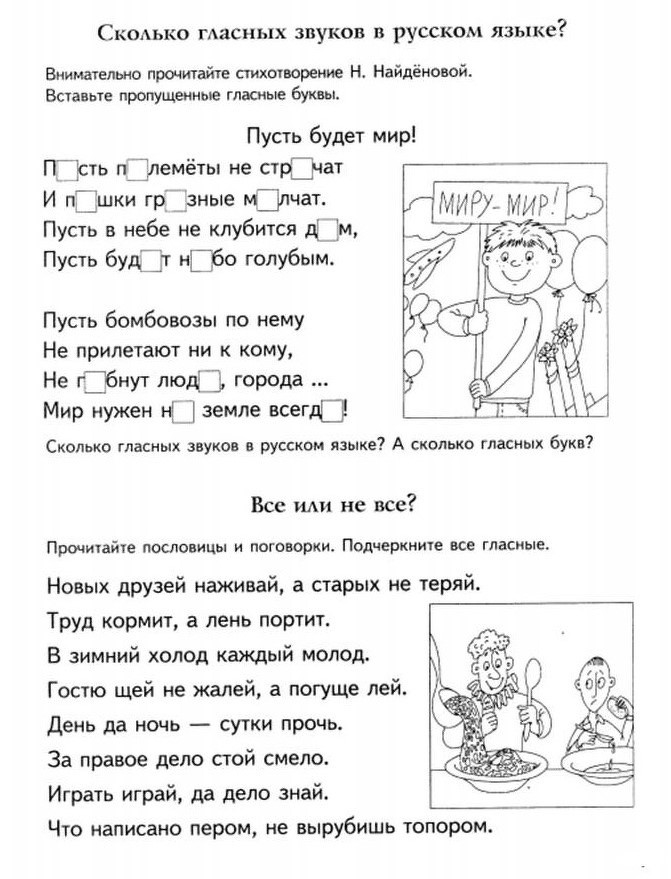 Сколько гласных звуков в русском языке?
Внимательно прочитайте стихотворение Н. Найдёновой.
Вставьте пропущенные гласные буквы.
Пусть будет мир!
П□сть п□лемёты не стр□чат
И п□шки гр□зные м□лчат.
Пусть в небе не клубится д□м,
Пусть буд□т н□бо голубым.
МИРУ-МИР!
Пусть бомбовозы по нему
Не прилетают ни к кому,
Не г□бнут люд□, города ...
Мир нужен н□ земле всегд□!
Сколько гласных звуков в русском языке? А сколько гласных букв?
Все или не все?
Прочитайте пословицы и поговорки. Подчеркните все гласные.
Новых друзей наживай, а старых не теряй.
Труд кормит, а лень портит.
В зимний холод каждый молод.
Гостю щей не жалей, а погуще лей.
День да ночь — сутки прочь.
За правое дело стой смело.
Играть играй, да дело знай.
Что написано пером, не вырубишь топором.